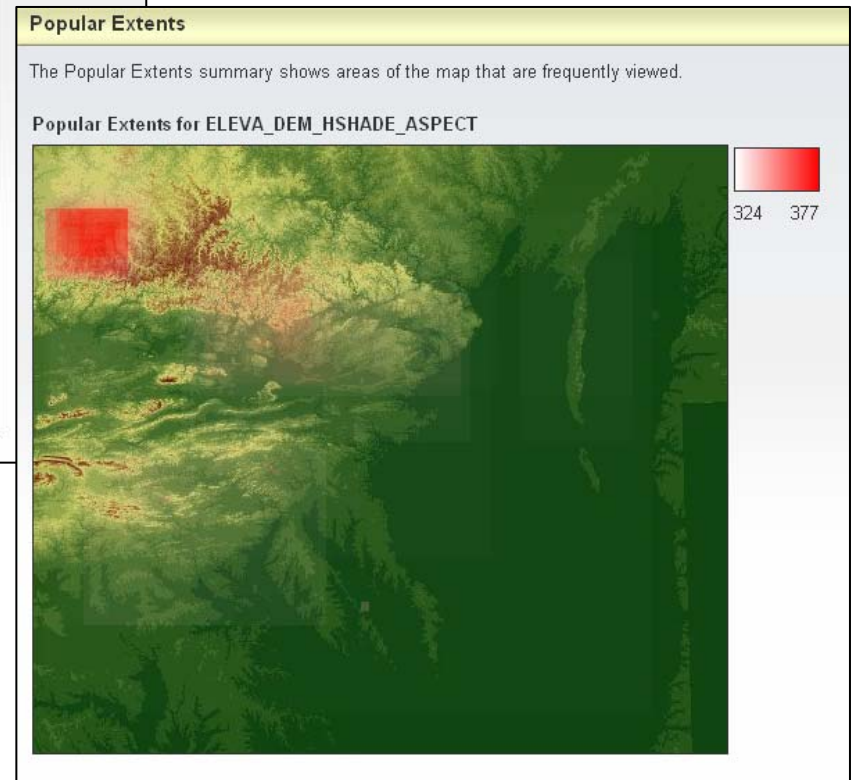 Popular Extents
The Popular Extents summary shows areas of the map that are frequently viewed.
Popular Extents for ELEVA_DEM_HSHADE_ASPECT
324 377